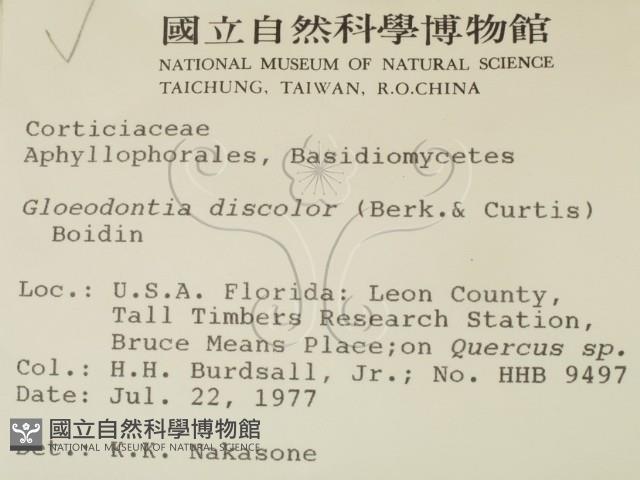 國立自然科學博物館
NATIONAL MUSEUM OF NATURAL SCIENCE
TAICHUNG, TAIWAN, R.O.CHINA
Corticiaceae
Aphyllophorales, Basidiomycetes
Gloeodontia discolor (Berk.& Curtis)
Boidin
Loc.: U.S.A. Florida: Leon County,
Tall Timbers Research Station,
Bruce Means Place;on Quercus sp.
Col.: H.H. Burdsall, Jr.; No. HHB 9497
Date: Jul. 22, 1977
國立自然科學博物館
NATIONAL MUSEUM OF NATURAL SCIENCE
Det.: K.K. Nakasone